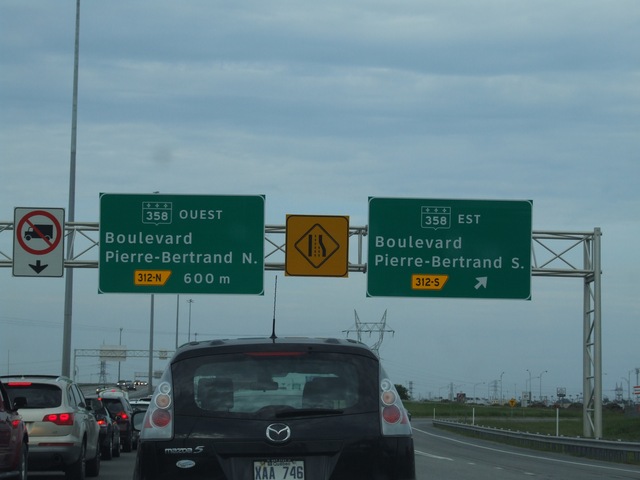 358 OUEST
Boulevard
Pierre-Bertrand N.
312-N 600 m
358 EST
Boulevard
Pierre-Bertrand S.
312-S
mazda 5
XAA 746